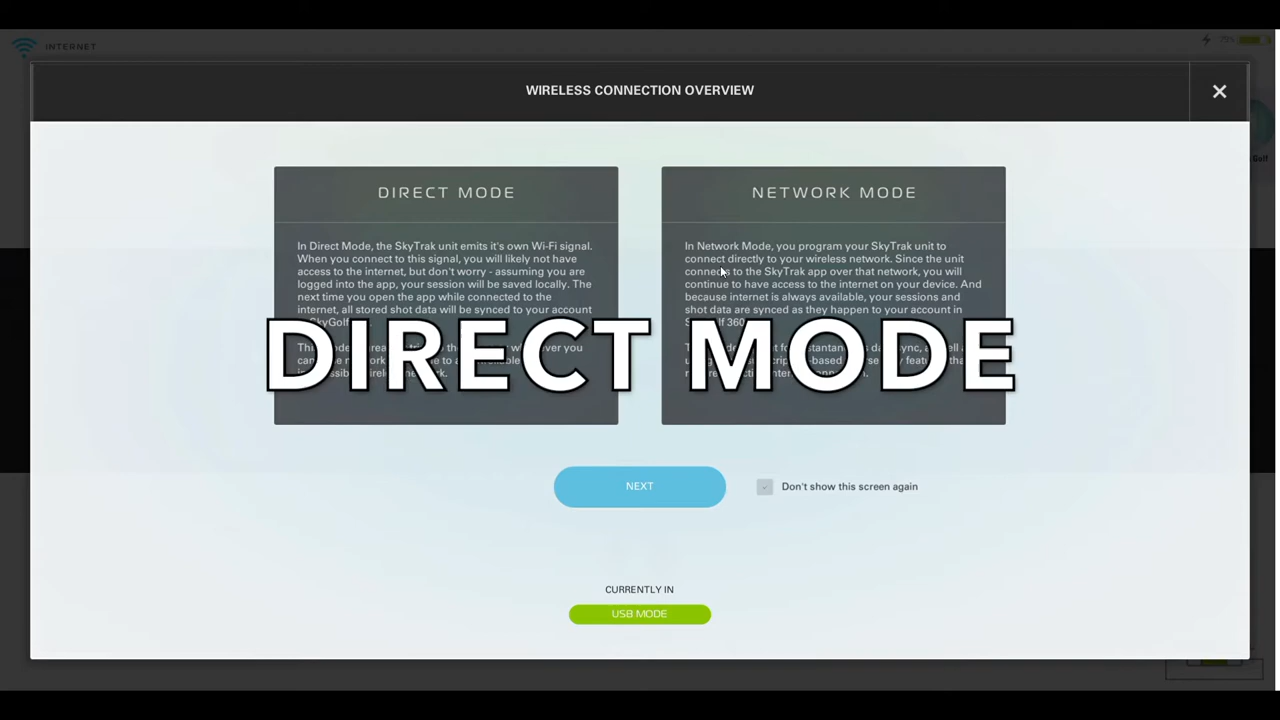 INTERNET
75%
WIRELESS CONNECTION OVERVIEW
Golf
DIRECT MODE
In Direct Mode, the SkyTrak unit emits it's own Wi-Fi signal.
When you connect to this signal, you will likely not have
access to the internet, but don't worry - assuming you are
logged into the app, your session will be saved locally. The
next time you open the app while connected to the
internet, all stored shot data will be synced to your account
NETWORK MODE
In Network Mode, you program your SkyTrak unit to
connect directly to your wireless network. Since the unit
connects to the SkyTrak app over that network, you will
continue to have access to the internet on your device. And
because internet is always available, your sessions and
shot data are synced as they happen to your account in
360
DIRECT MODE
NEXT
Don't show this screen again
CURRENTLY IN
USB MODE